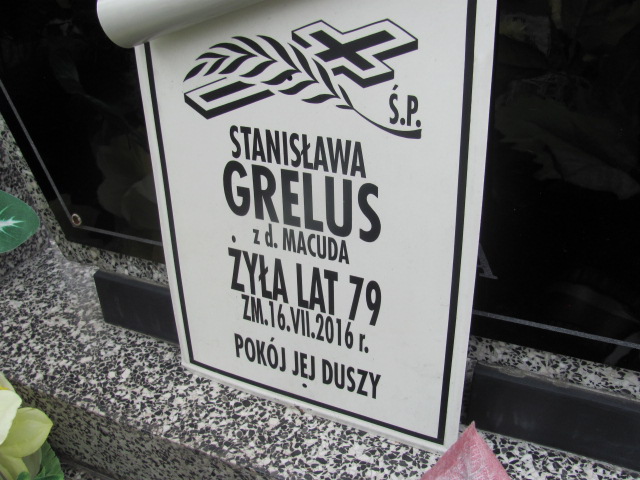 Ś.P.
STANISŁAWA
GRELUS
z d. MACUDA
ŻYŁA LAT 79
ZM.16.VII.2016 r.
POKÓJ JEJ DUSZY